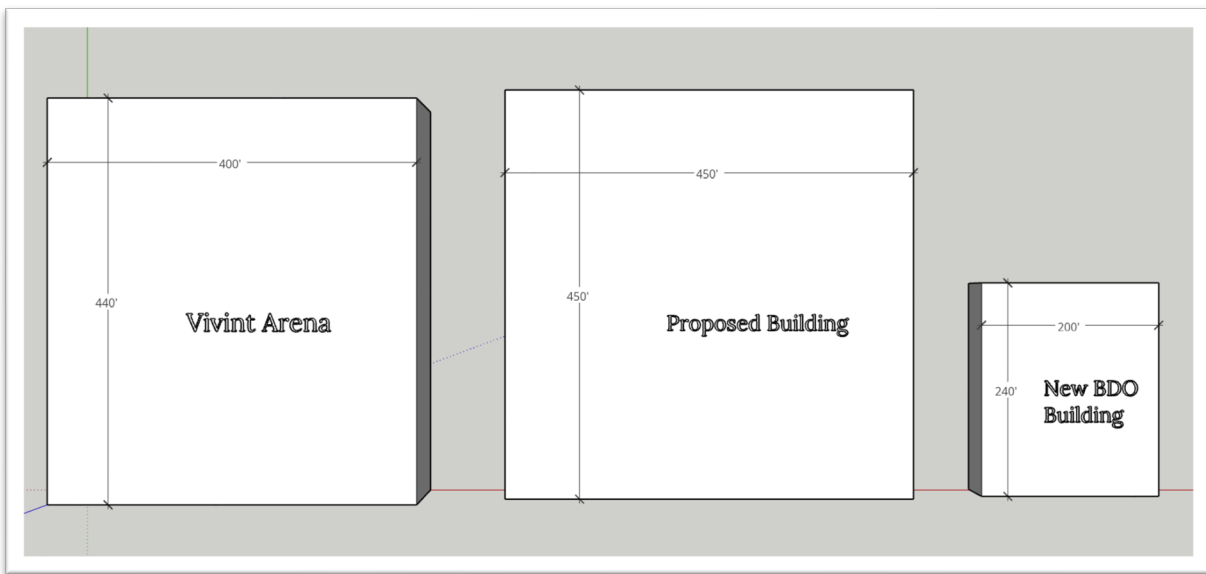 400'
440'
Vivint Arena
450'
450'
Proposed Building
200'
240'
New BDO
Building